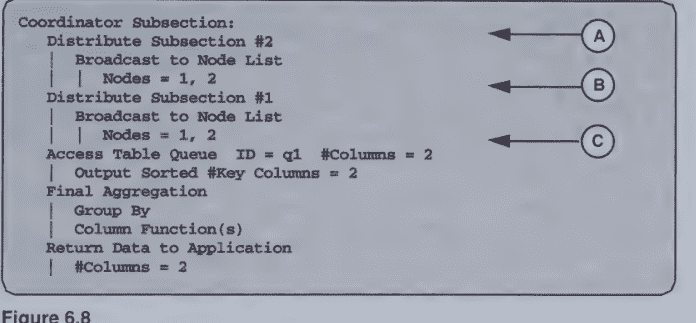 Coordinator Subsection:
Distribute Subsection #2
| Broadcast to Node List
| | Nodes = 1, 2
Distribute Subsection #1
| Broadcast to Node List
| | Nodes = 1, 2
Access Table Queue ID = q1 #Columns = 2
| Output Sorted #Key Columns = 2
Final Aggregation
| Group By
| Column Function(s)
Return Data to Application
| #Columns = 2
A
B
C
Figure 6.8